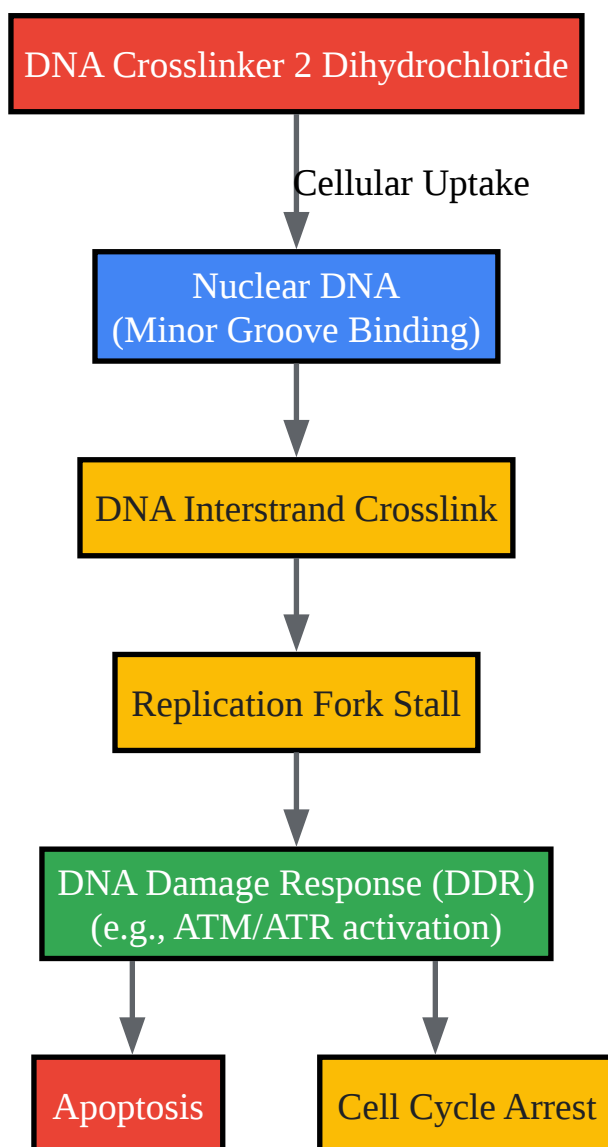 DNA Crosslinker 2 Dihydrochloride
Cellular Uptake
Nuclear DNA
(Minor Groove Binding)
DNA Interstrand Crosslink
Replication Fork Stall
DNA Damage Response (DDR)
(e.g., ATM/ATR activation)
Apoptosis
Cell Cycle Arrest